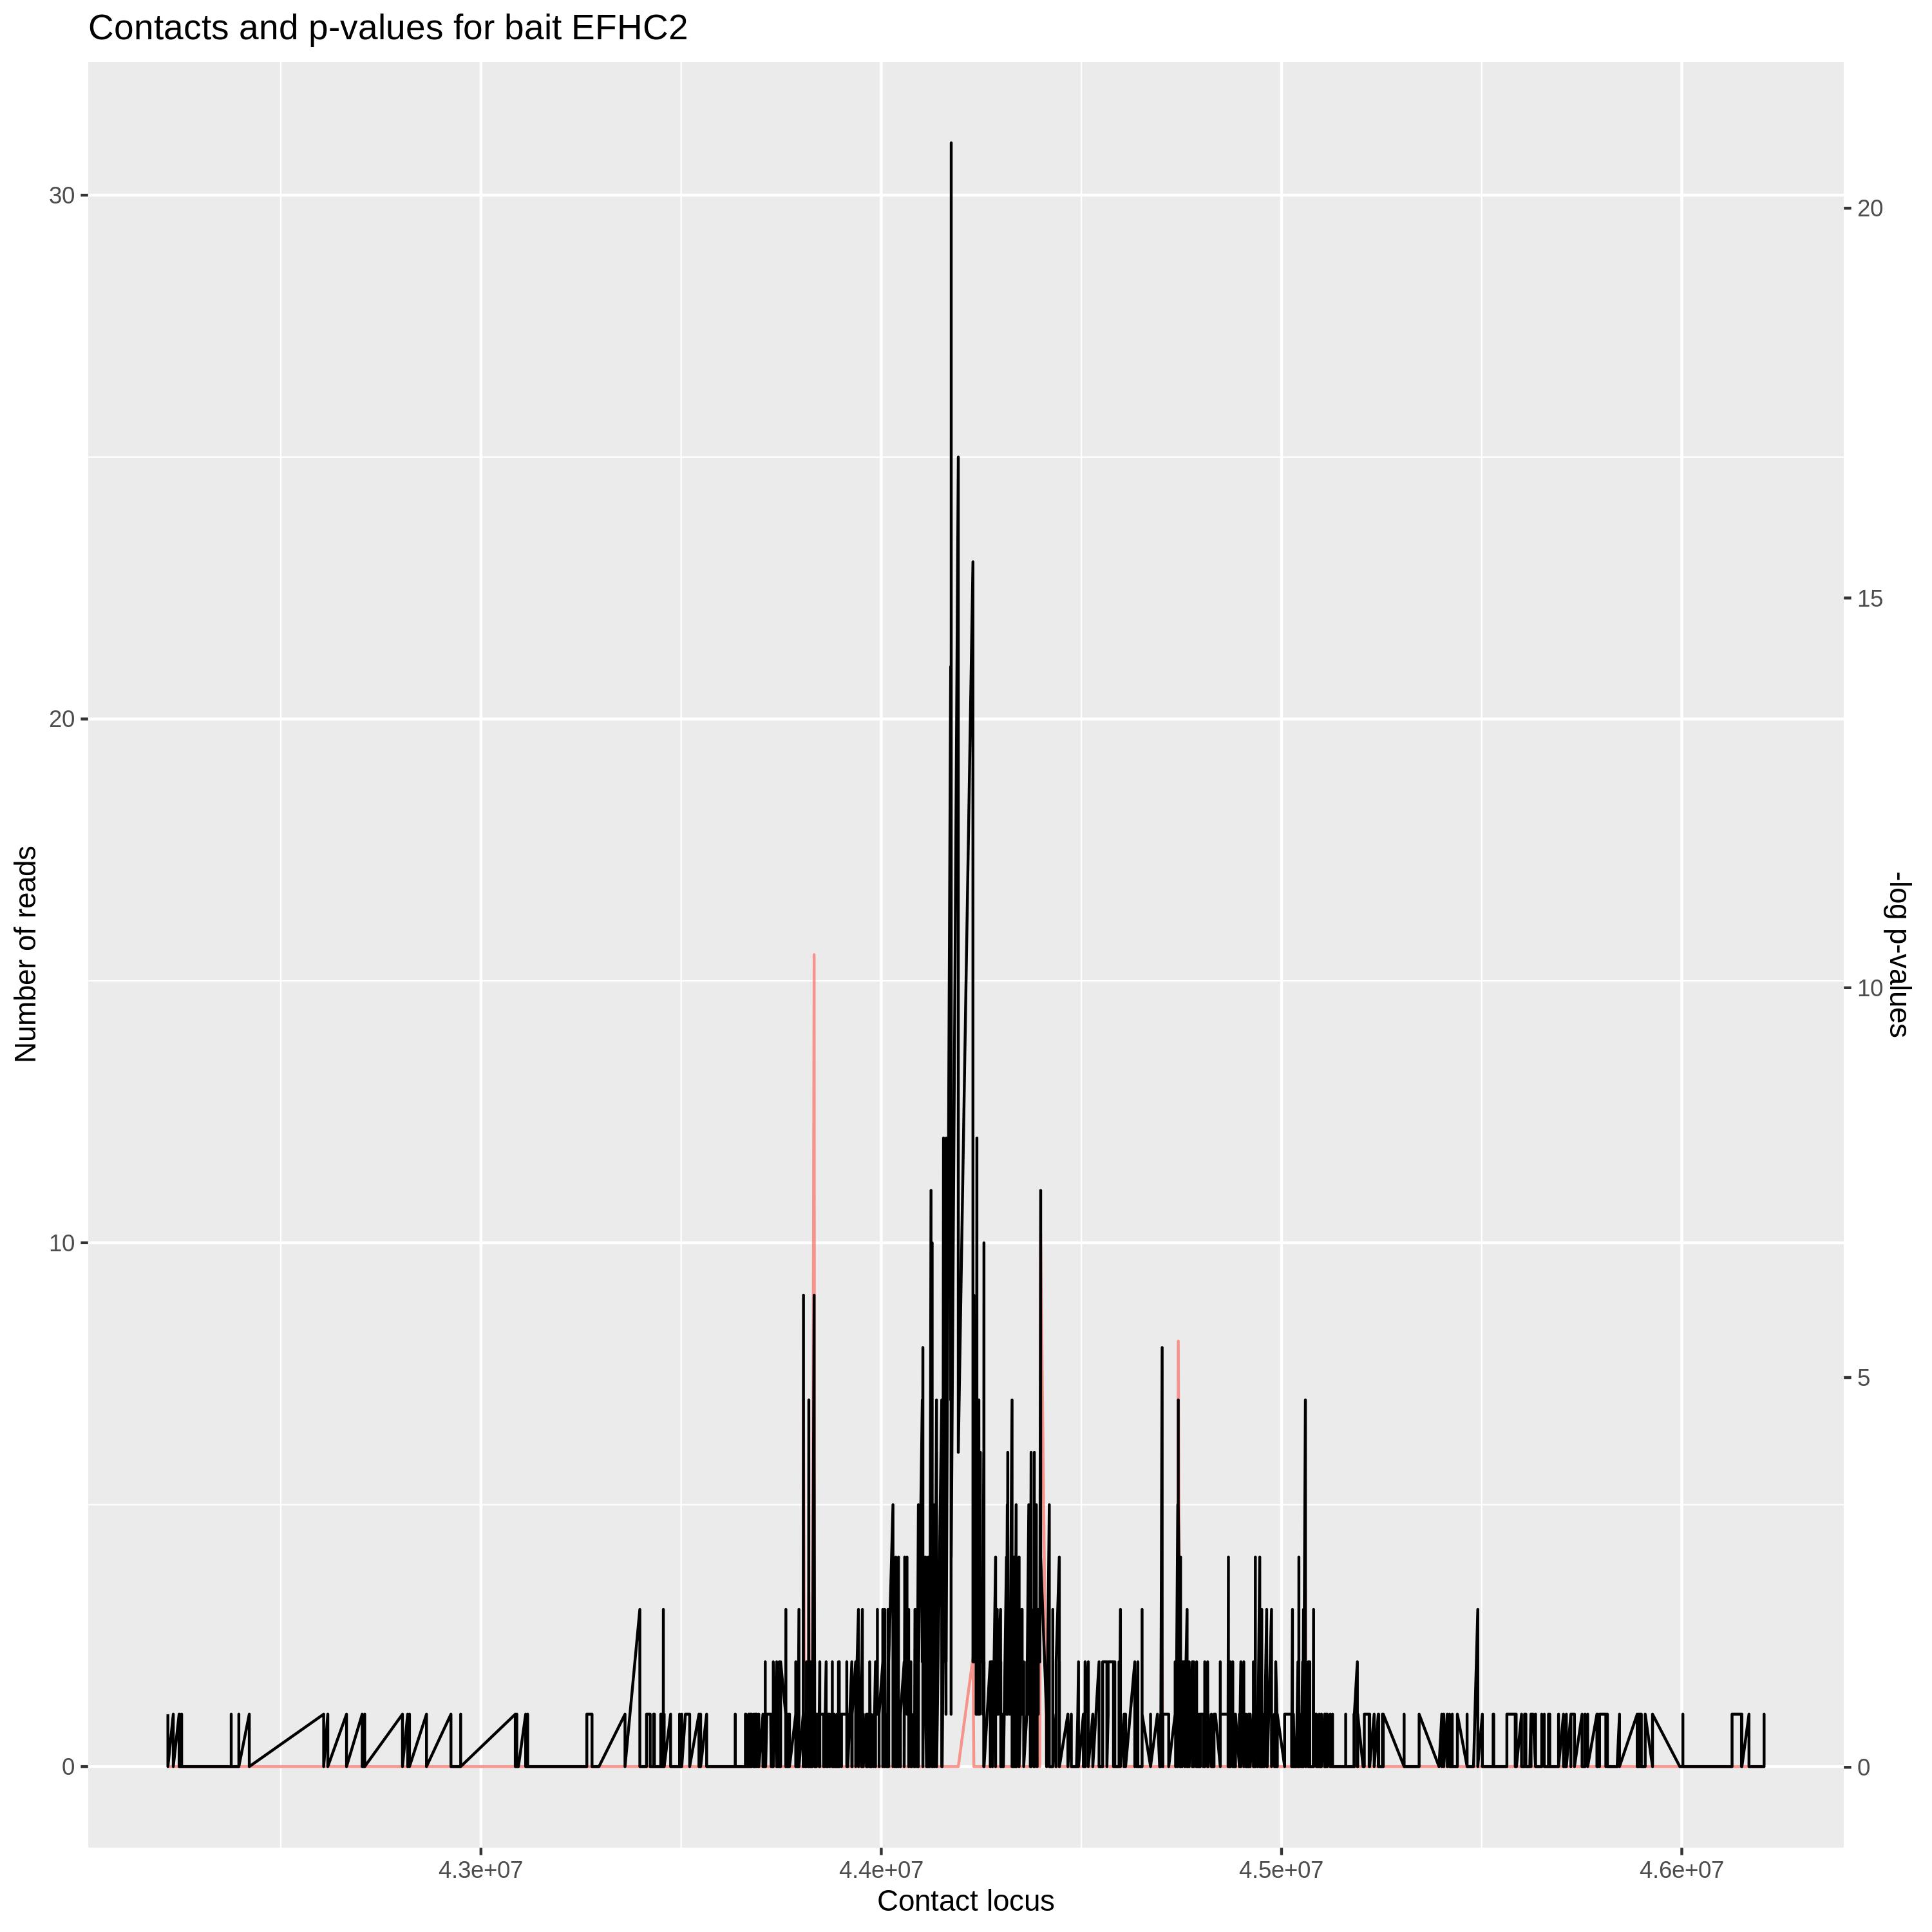 Contacts and p-values for bait EFHC2
30
20
10
0
Number of reads
20
15
10
5
0
-log p-values
4.3e+07
4.4e+07
4.5e+07
4.6e+07
Contact locus